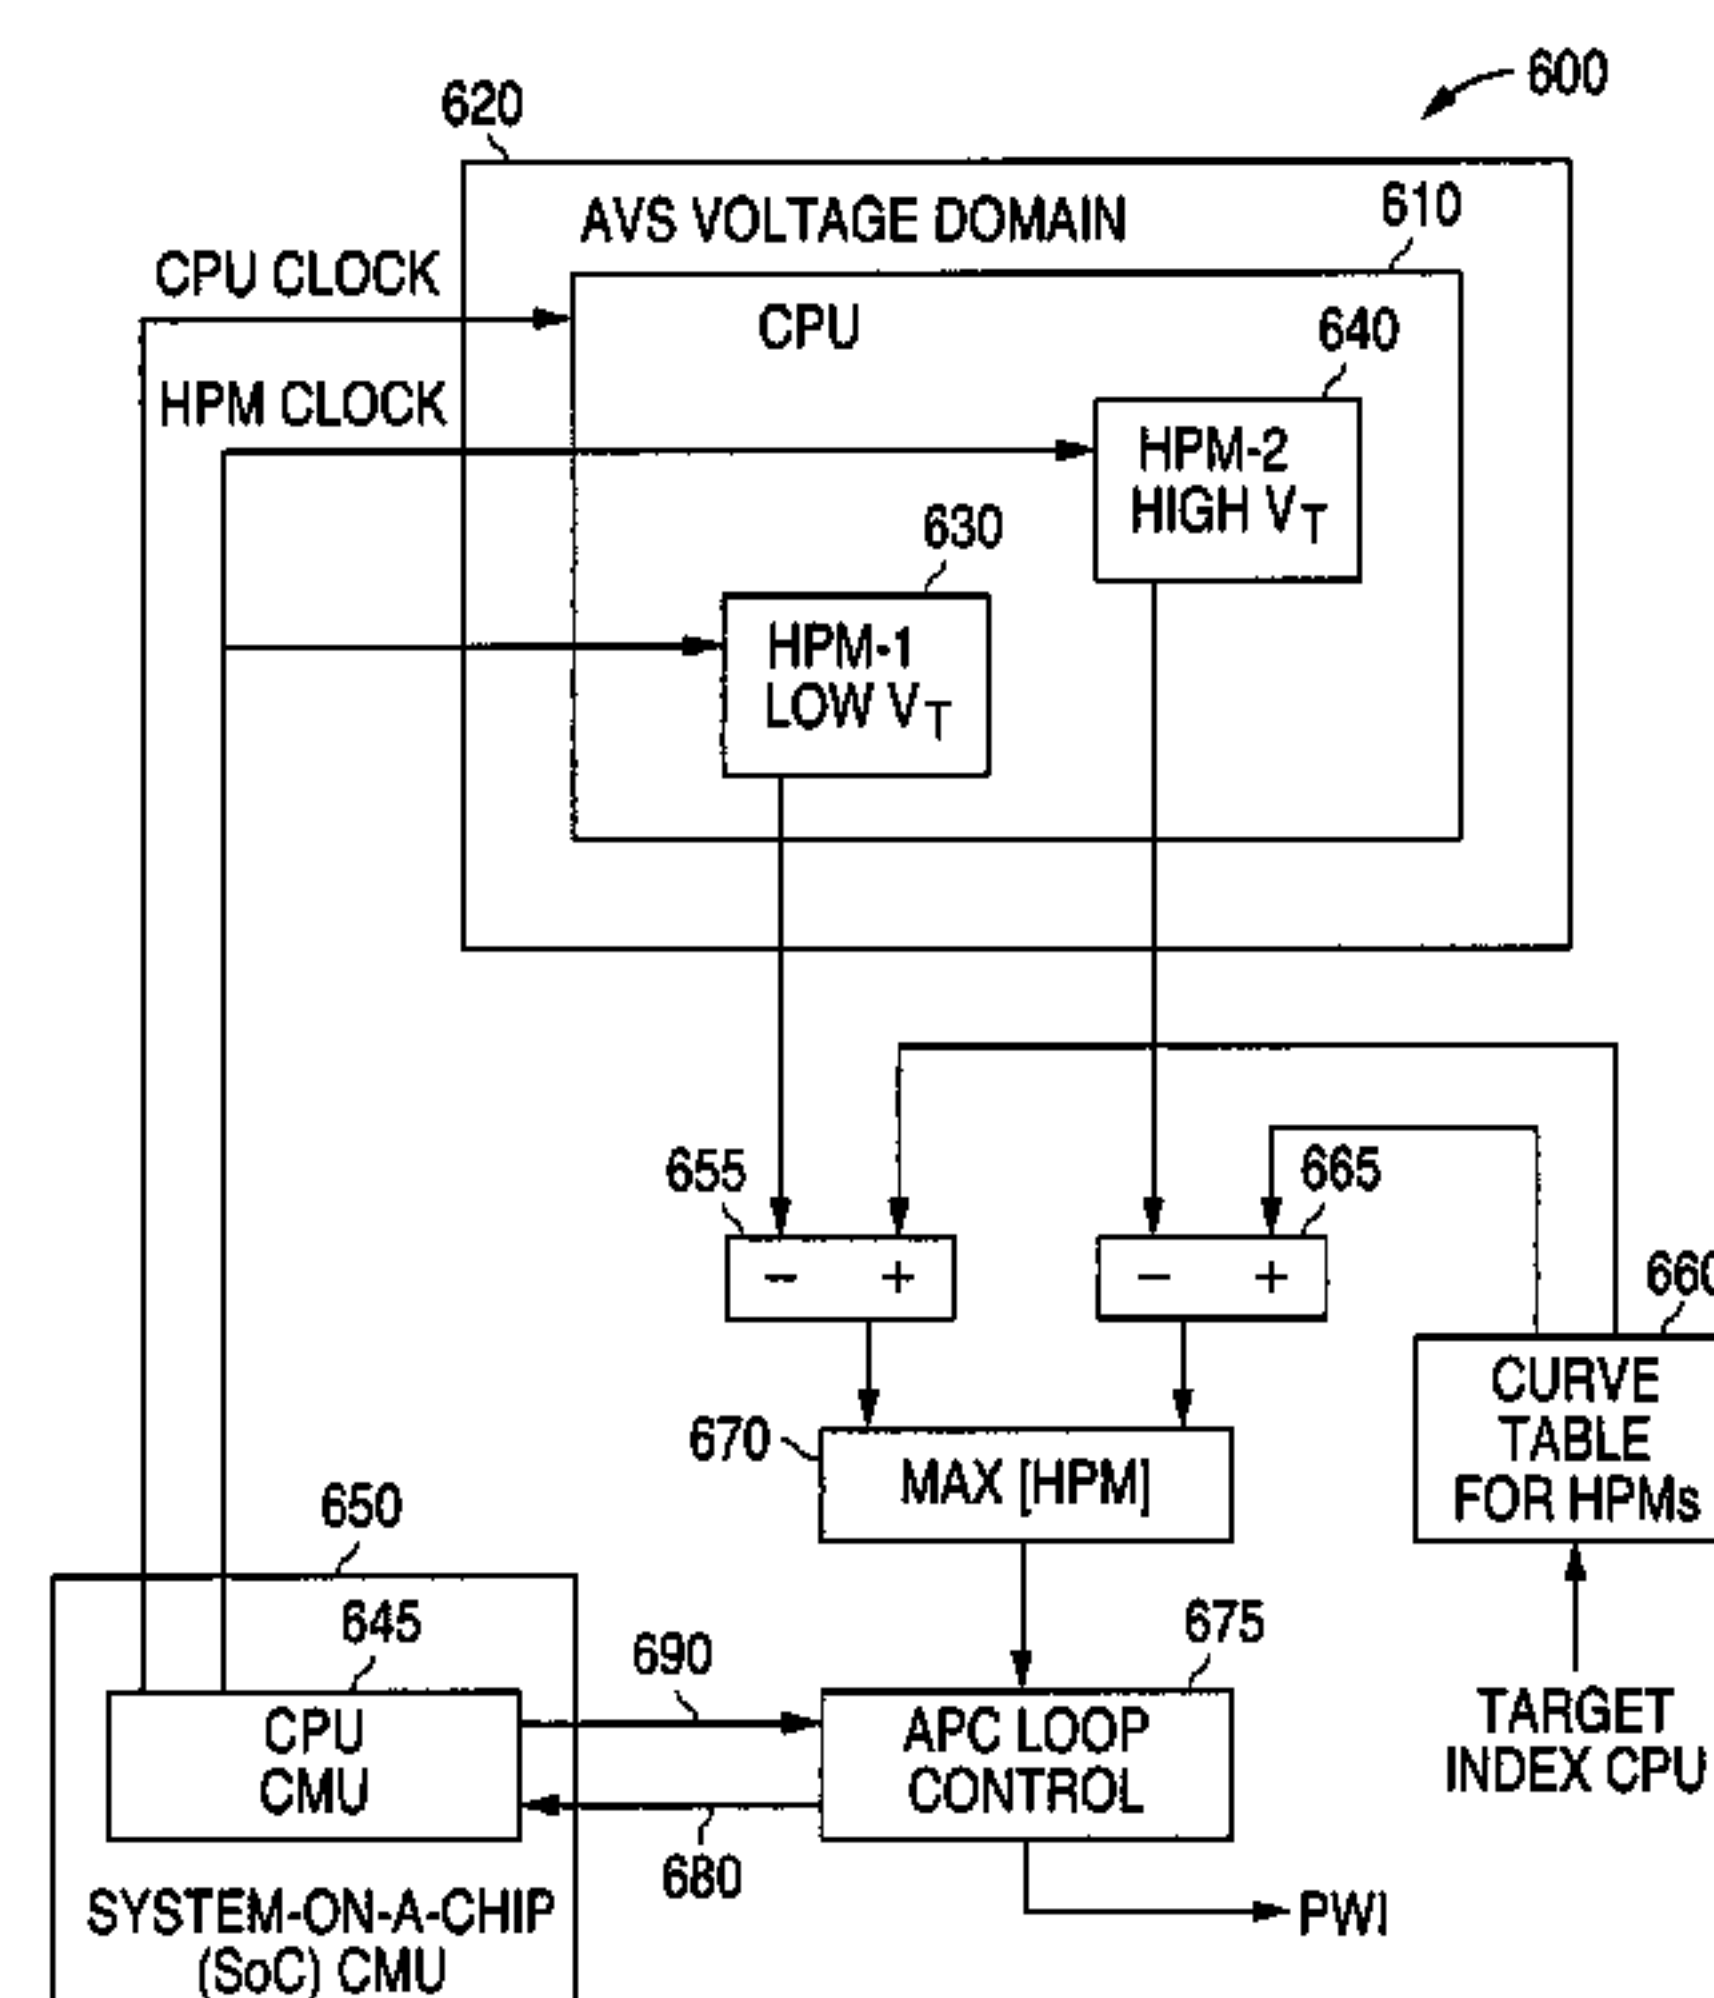 600
620
AVS VOLTAGE DOMAIN
610
CPU CLOCK
CPU
640
HPM CLOCK
HPM-2
HIGH VT
630
HPM-1
LOW VT
655
665
- +
- +
660
CURVE
TABLE
FOR HPMs
670
MAX [HPM]
650
645
690
675
CPU
CMU
APC LOOP
CONTROL
TARGET
INDEX CPU
680
SYSTEM-ON-A-CHIP
(SoC) CMU
PWI